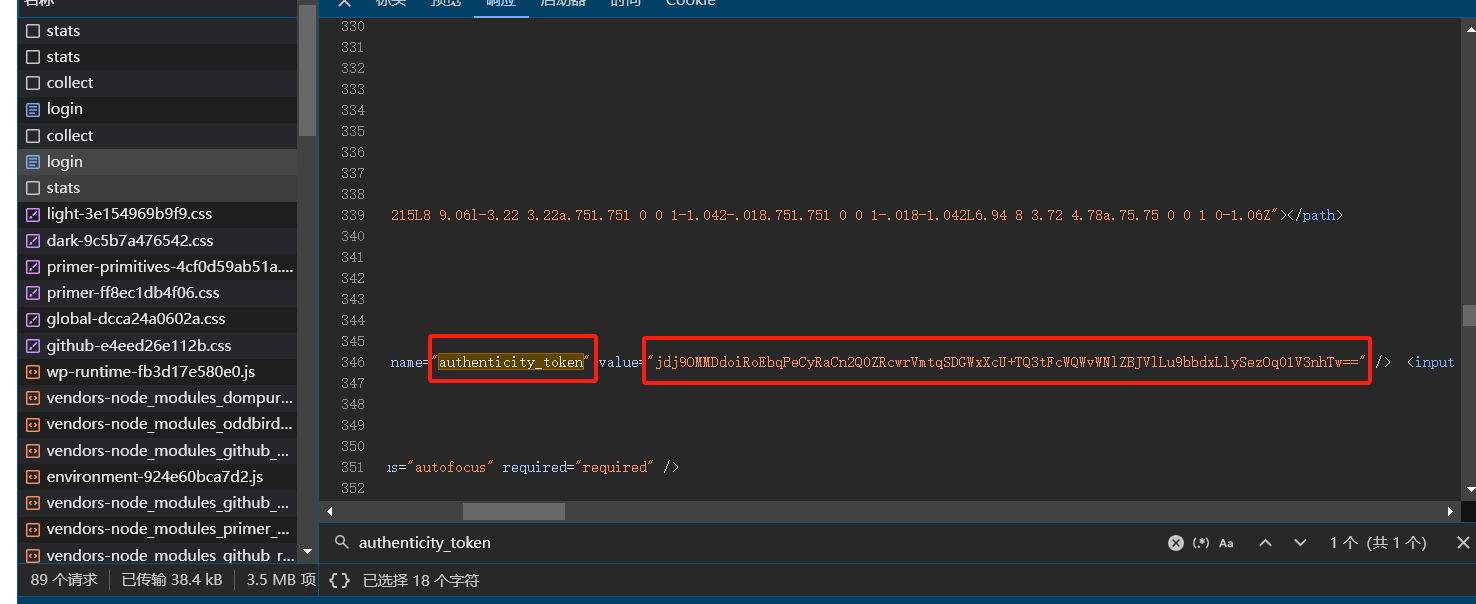 名称
stats
stats
collect
login
collect
login
stats
light-3e154969b9f9.css
dark-9c5b7a476542.css
primer-primitives-4cf0d59ab51a....
primer-ff8ec1db4f06.css
global-dcca24a0602a.css
github-e4eed26e112b.css
wp-runtime-fb3d17e580e0.js
vendors-node_modules_dompur...
vendors-node_modules_oddbird...
vendors-node_modules_github_...
environment-924e60bca7d2.js
vendors-node_modules_github_...
vendors-node_modules_primer_...
vendors-node_modules_github_r...
89 个请求 已传输 38.4 kB 3.5 MB 项
标头 预览 响应 启动器 时间 Cookie
330
331
332
333
334
335
336
337
338
339 215L8 9.06l-3.22 3.22a.751.751 0 0 1-1.042-.018.751.751 0 0 1-.018-1.042L6.94 8 3.72 4.78a.75.75 0 0 1 0-1.06Z"></path>
340
341
342
343
344
345
346 name="authenticity_token" value="jdj9OMMDdoiRoEbqPeCyRaCn2Q0ZRcwrVmtqSDGWxXcU+TQ3tFcWQWvWNlZBJVlLu9bbdxLlySezOq01V3nhTw==" /> <input
347
348
349
350
351 us="autofocus" required="required" />
352
authenticity_token (.*) Aa 1 个 (共 1 个)
{} 已选择 18 个字符